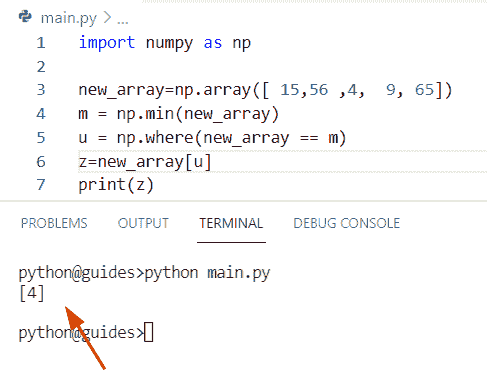 main.py > ...
1 import numpy as np
2
3 new_array=np.array([ 15,56 ,4,  9, 65])
4 m = np.min(new_array)
5 u = np.where(new_array == m)
6 z=new_array[u]
7 print(z)
PROBLEMS OUTPUT TERMINAL DEBUG CONSOLE
python@guides>python main.py
[4]
python@guides>